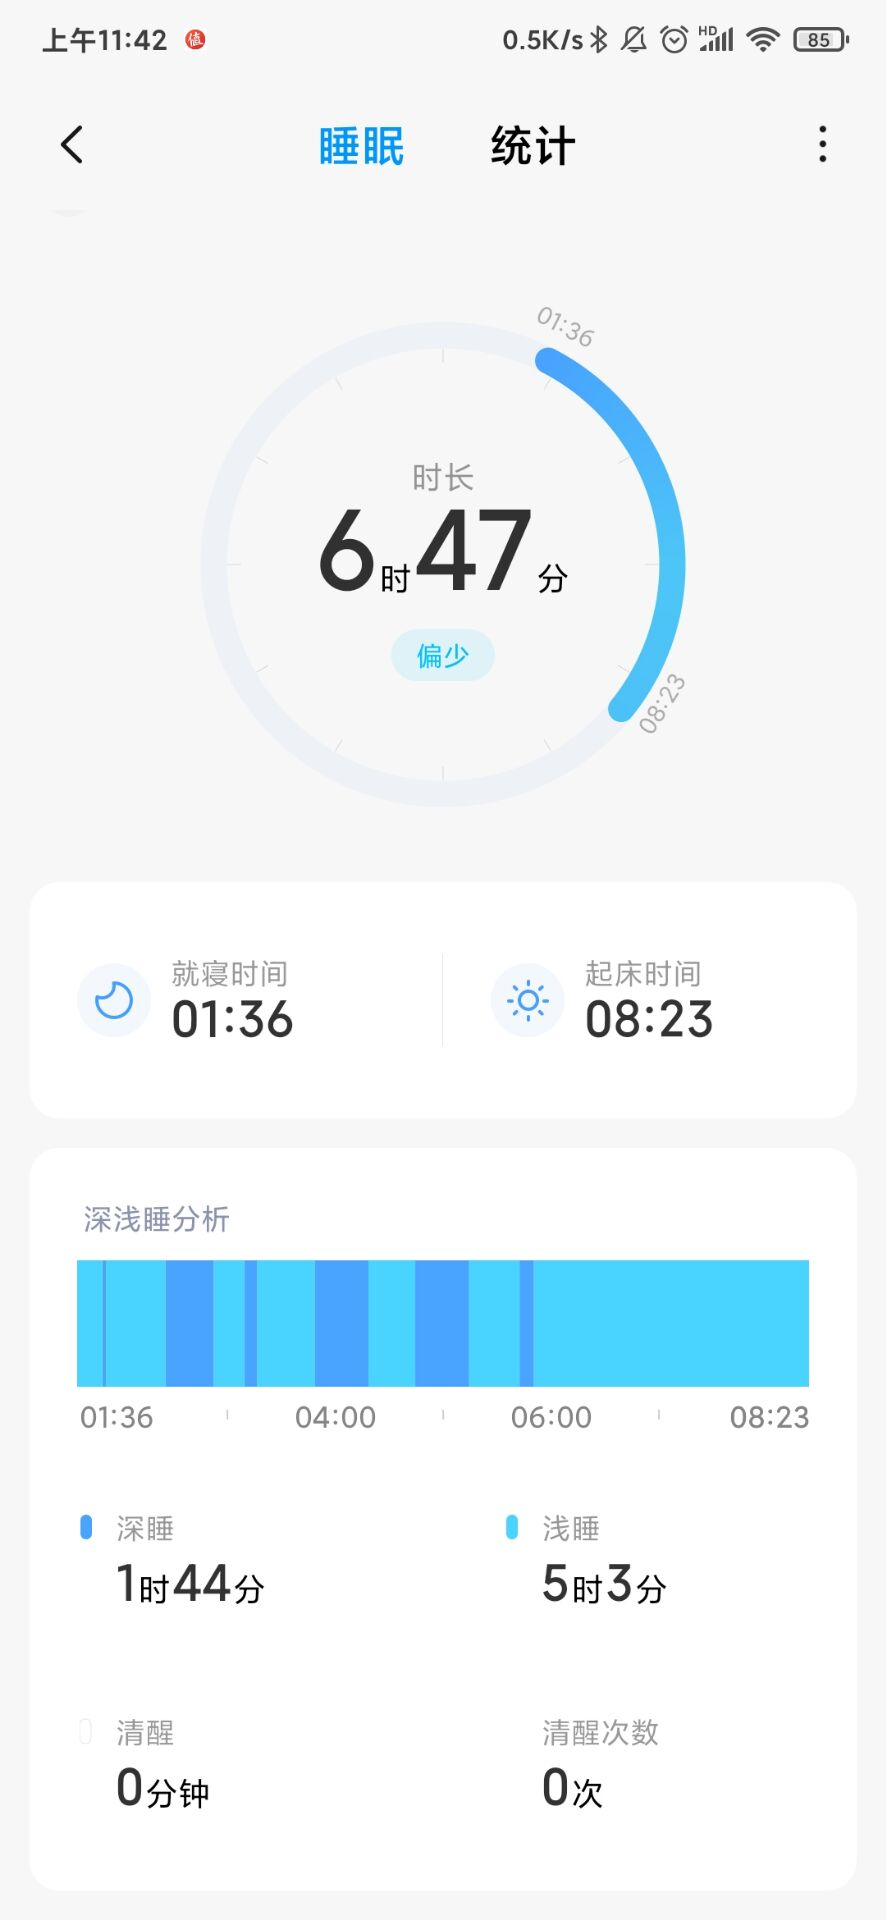 上午11:42 值 0.5K/s HD 85
睡眠 统计
01:36
时长
6时47分
偏少
08:23
就寝时间 起床时间
01:36 08:23
深浅睡分析
01:36 04:00 06:00 08:23
深睡 浅睡
1时44分 5时3分
清醒 清醒次数
0分钟 0次